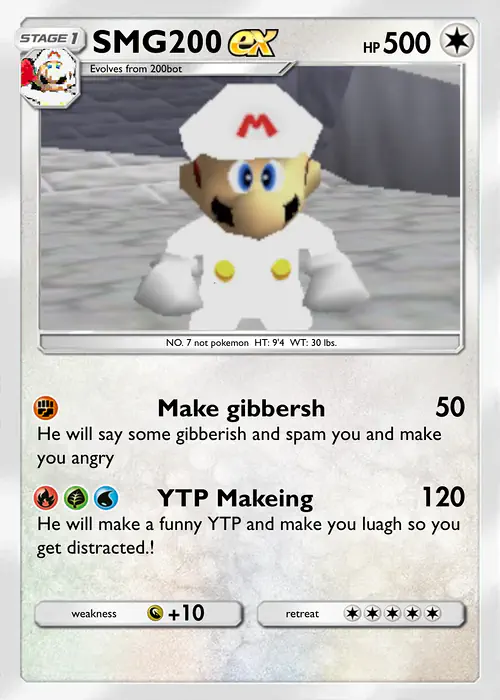 STAGE 1 SMG200 ex HP 500
Evolves from 200bot
M
NO. 7 not pokemon HT: 9'4 WT: 30 lbs.
Make gibbersh 50
He will say some gibberish and spam you and make
you angry
YTP Makeing 120
He will make a funny YTP and make you luagh so you
get distracted.!
weakness +10 retreat